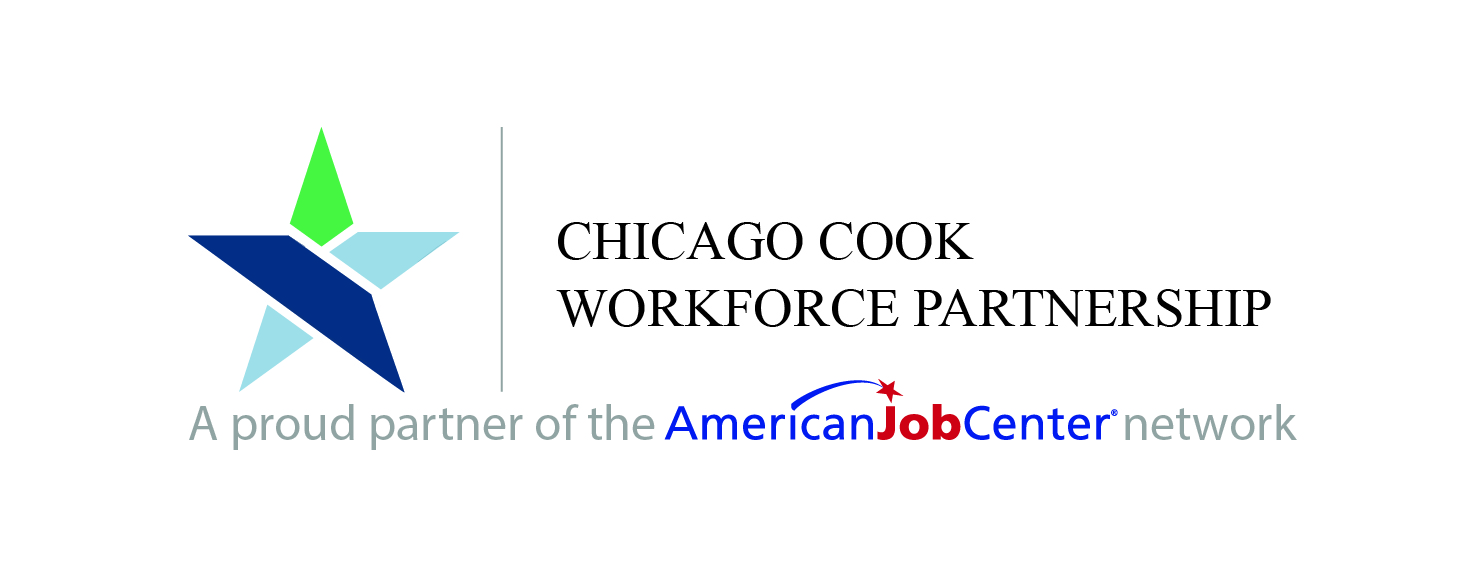 CHICAGO COOK
WORKFORCE PARTNERSHIP
A proud partner of the AmericanJobCenter® network